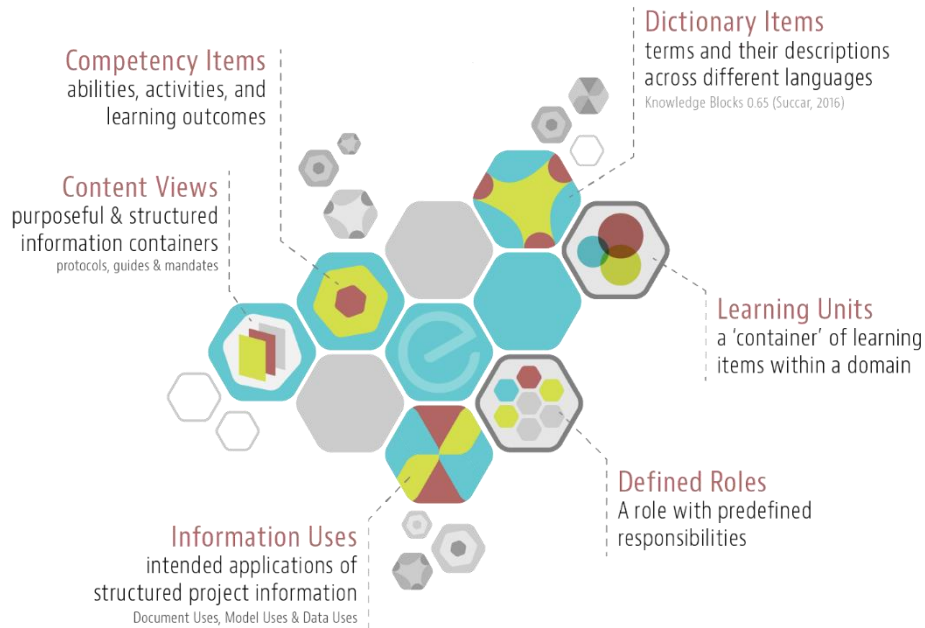 Competency Items
abilities, activities, and
learning outcomes
Content Views
purposeful & structured
information containers
protocols, guides & mandates
Information Uses
intended applications of
structured project information
Document Uses, Model Uses & Data Uses
Dictionary Items
terms and their descriptions
across different languages
Knowledge Blocks 0.65 (Succar, 2016)
Learning Units
a ‘container’ of learning
items within a domain
Defined Roles
A role with predefined
responsibilities
e